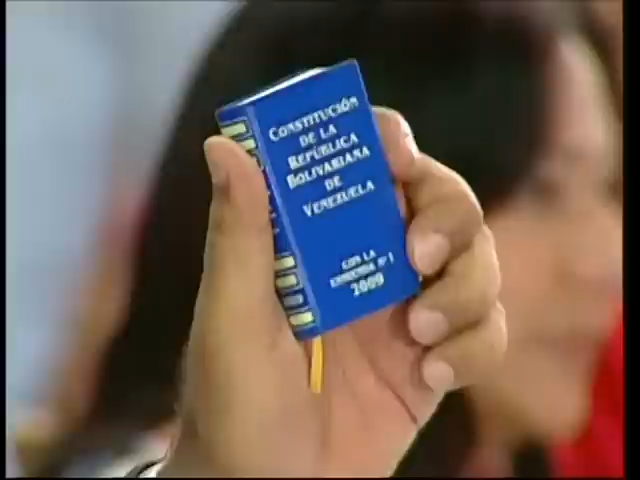 CONSTITUCIÓN
DE LA
REPÚBLICA
BOLIVARIANA
DE
VENEZUELA
CON LA
ENMIENDA Nº 1
2009